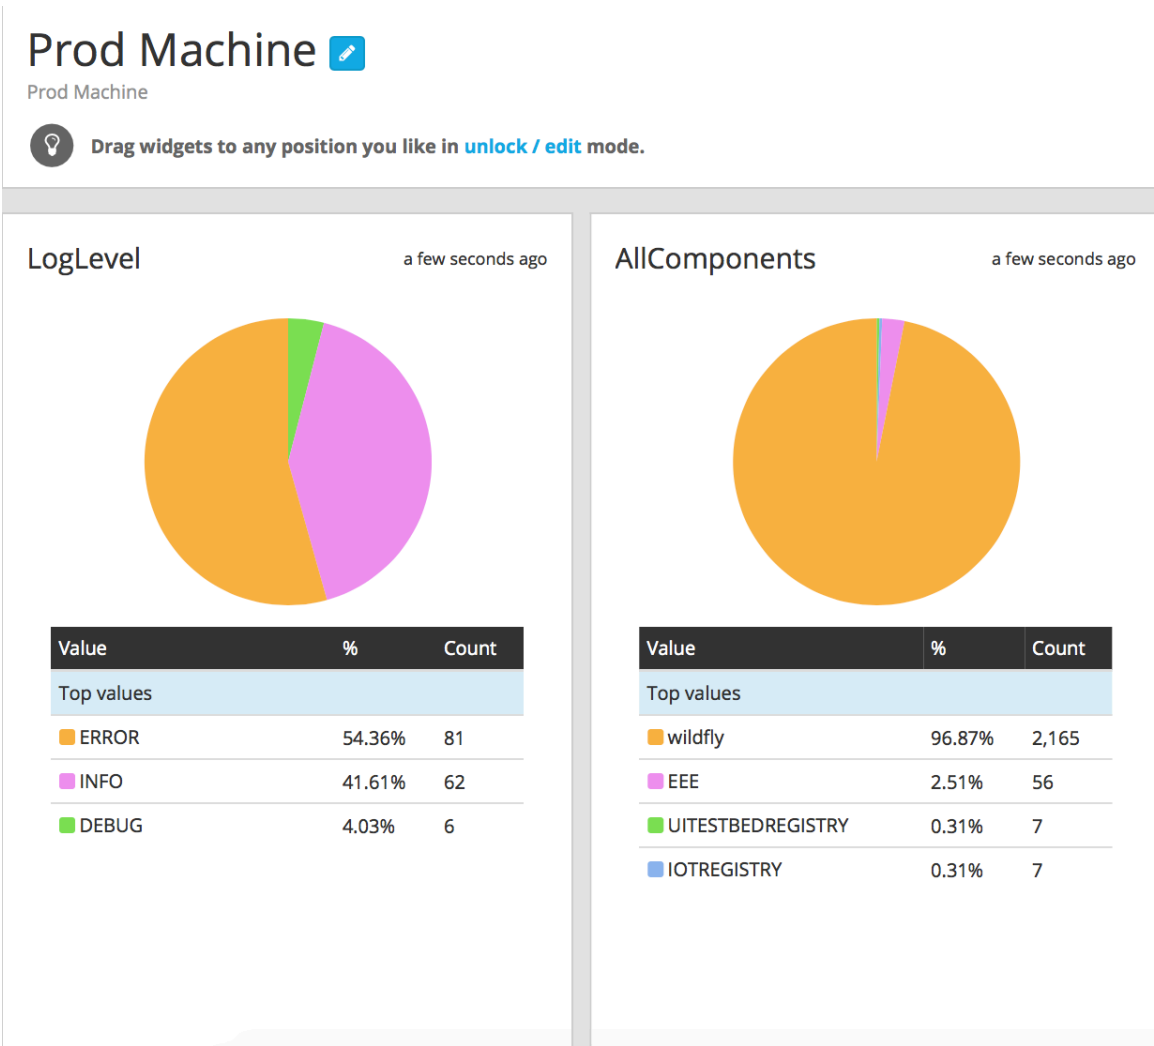 Prod Machine
Prod Machine
Drag widgets to any position you like in unlock / edit mode.
LogLevel a few seconds ago
Value % Count
Top values
ERROR 54.36% 81
INFO 41.61% 62
DEBUG 4.03% 6
AllComponents a few seconds ago
Value % Count
Top values
wildfly 96.87% 2,165
EEE 2.51% 56
UITESTBEDREGISTRY 0.31% 7
IOTREGISTRY 0.31% 7